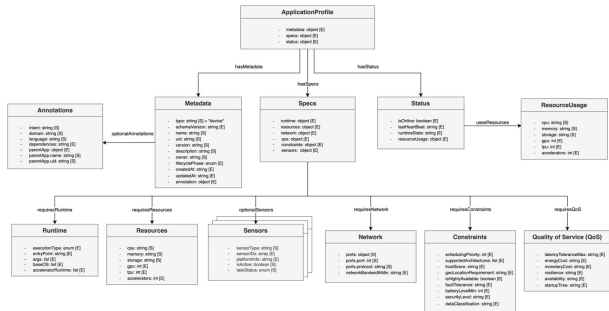 ApplicationProfile
- metadata: object [E]
- specs: object [E]
- status: object [E]
hasMetadata
hasSpecs
hasStatus
Annotations
- intent: string [S]
- domain: string [S]
- language: string [S]
- dependencies: string [E]
- parentApp: object [E]
- parentApp.name: string [S]
- parentApp.uid: string [S]
optionalAnnotations
Metadata
- type: string [S] = "device"
- schemaVersion: string [E]
- name: string [S]
- uid: string [S]
- version: string [S]
- description: string [S]
- owner: string [S]
- lifecyclePhase: enum [E]
- createdAt: string [E]
- updatedAt: string [E]
- annotation: object [E]
Specs
- runtime: object [E]
- resources: object [E]
- network: object [E]
- qos: object [E]
- constraints: object [E]
- sensors: object [E]
Status
- isOnline: boolean [E]
- lastHeartBeat: string [E]
- runtimeState: string [E]
- resourceUsage: object [E]
usesResources
ResourceUsage
- cpu: string [S]
- memory: string [S]
- storage: string [S]
- gpu: int [E]
- tpu: int [E]
- accelerators: int [E]
requiresRuntime
requiresResources
optionalSensors
requiresNetwork
requiresConstraints
requiresQoS
Runtime
- executionType: enum [E]
- entryPoint: string [E]
- args: list [E]
- baseOS: list [E]
- acceleratorRuntime: list [E]
Resources
- cpu: string [S]
- memory: string [S]
- storage: string [S]
- gpu: int [E]
- tpu: int [E]
- accelerators: int [E]
Sensors
- sensorType: string [S]
- sensorIDs: array [E]
- platformInfo: string [S]
- isActive: boolean [S]
- taskStatus: enum [S]
Network
- ports: object [S]
- ports.port: int [S]
- ports.protocol: string [S]
- networkBandwidthMin: string [S]
Constraints
- schedulingPriority: int [E]
- supportedArchitectures: list [S]
- trustScore: string [E]
- geoLocationRequirement: string [S]
- isHighlyAvailable: boolean [E]
- faultTolerance: string [E]
- batteryLevelMin: int [E]
- securityLevel: string [E]
- dataClassification: string [E]
Quality of Service (QoS)
- latencyToleranceMax: string [E]
- energyCost: string [E]
- monetaryCost: string [E]
- resilience: string [E]
- availability: string [E]
- startupTime: string [E]